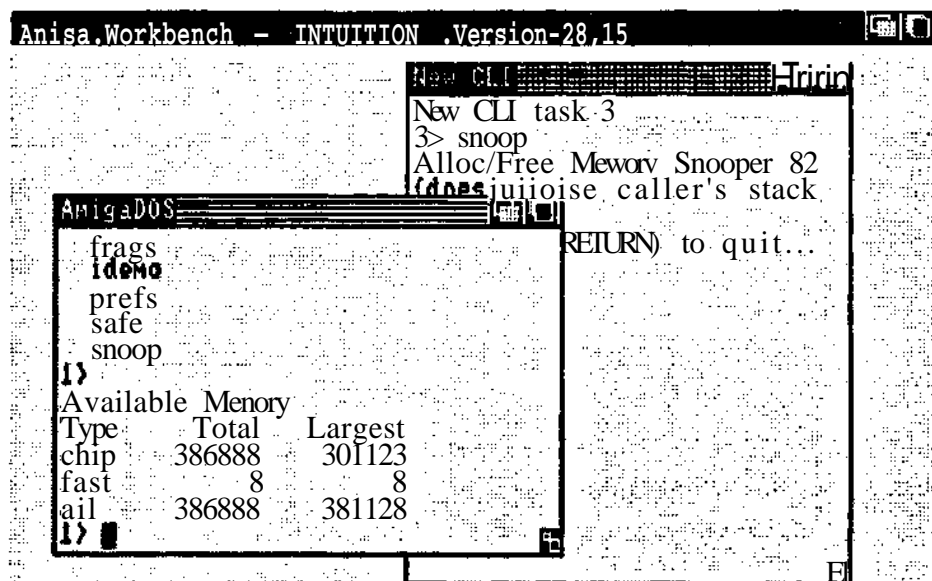 Anisa.Workbench – INTUITION .Version-28,15
New CLI
New CLI task 3
3> snoop
Alloc/Free Meworv Snooper 82
caller's stack
RETURN) to quit...
AmigaDOS
frags
idemo
prefs
safe
snoop
1>
Available Menory
Type Total Largest
chip 386888 301123
fast 8 8
ail 386888 381128
1>